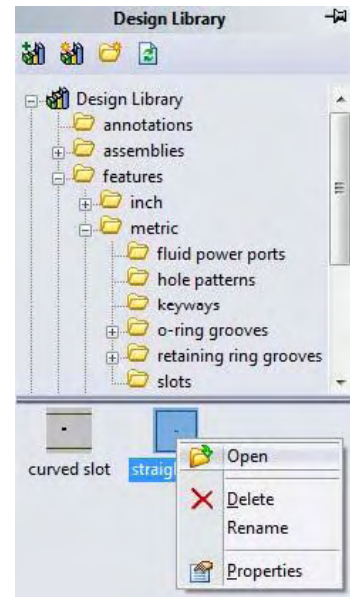 Design Library
Design Library
annotations
assemblies
features
inch
metric
fluid power ports
hole patterns
keyways
o-ring grooves
retaining ring grooves
slots
curved slot
Open
Delete
Rename
Properties